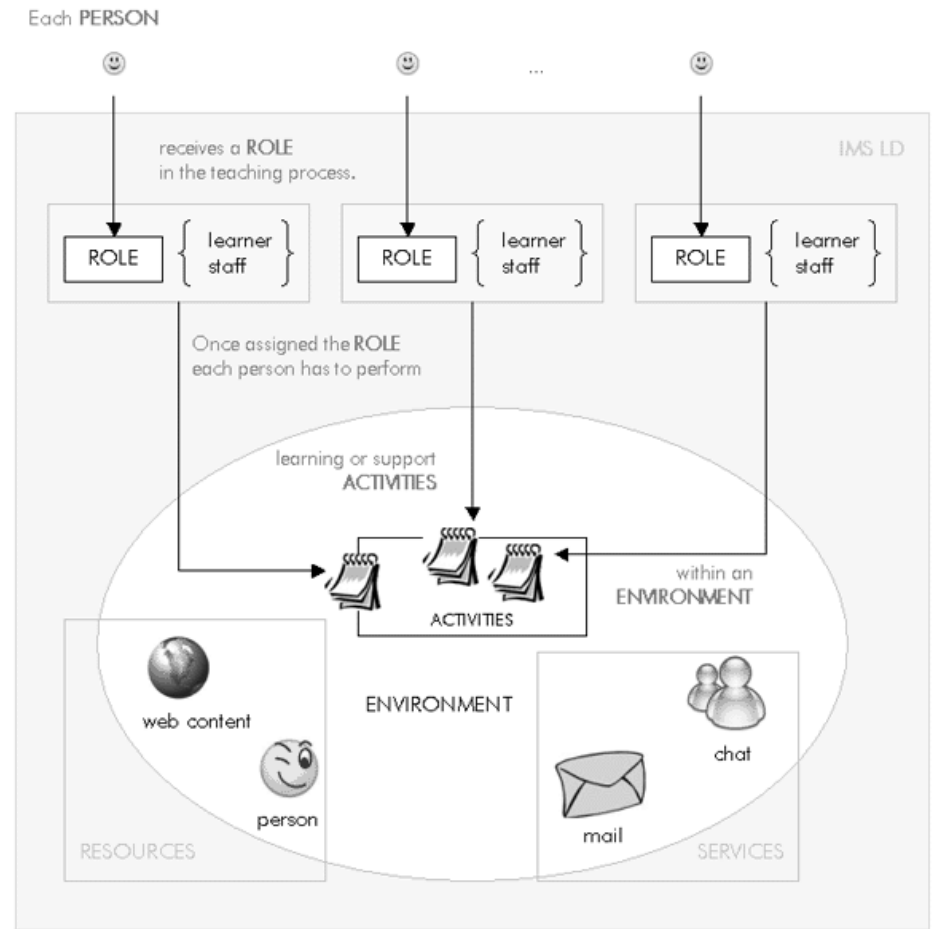 Each PERSON
...
receives a ROLE
in the teaching process.
IMS LD
ROLE
learner
staff
ROLE
learner
staff
ROLE
learner
staff
Once assigned the ROLE
each person has to perform
learning or support
ACTIVITIES
within an
ENVIRONMENT
ACTIVITIES
web content
person
RESOURCES
ENVIRONMENT
chat
mail
SERVICES